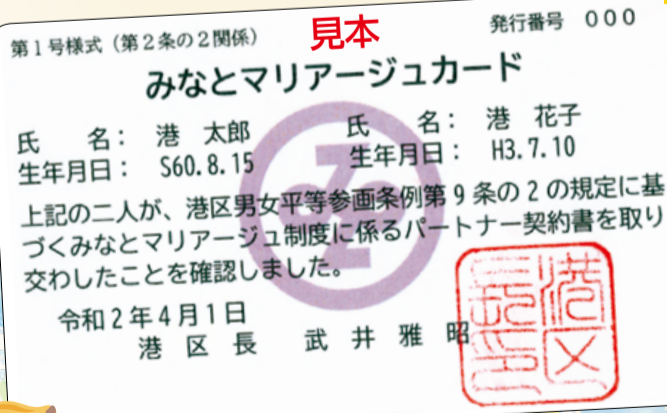 見本
第1号様式（第2条の2関係）
発行番号 000
みなとマリアージュカード
氏 名： 港 太郎 氏 名： 港 花子
生年月日： S60.8.15 生年月日： H3.7.10
上記の二人が、港区男女平等参画条例第9条の2の規定に基
づくみなとマリアージュ制度に係るパートナー契約書を取り
交わしたことを確認しました。
令和2年4月1日
港 区 長 武 井 雅 昭
港区
長印